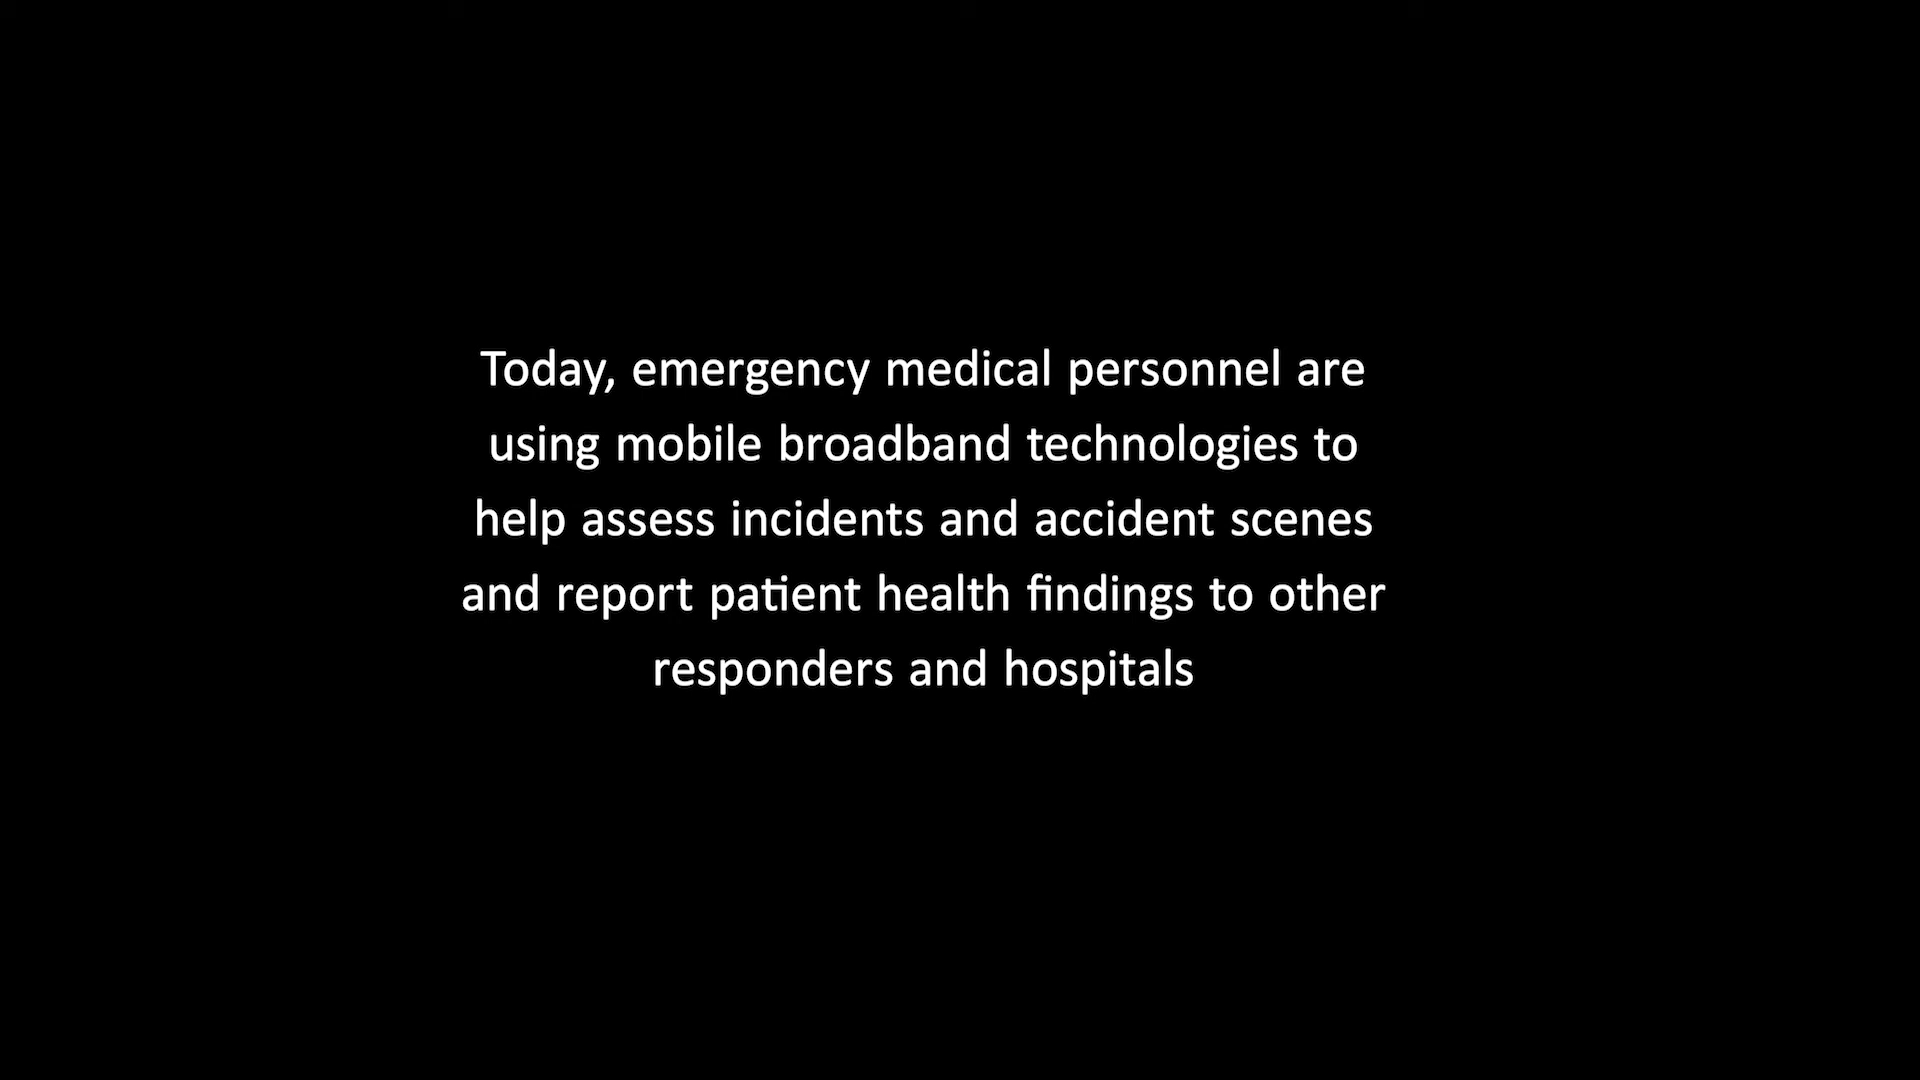 Today, emergency medical personnel are
using mobile broadband technologies to
help assess incidents and accident scenes
and report patient health findings to other
responders and hospitals